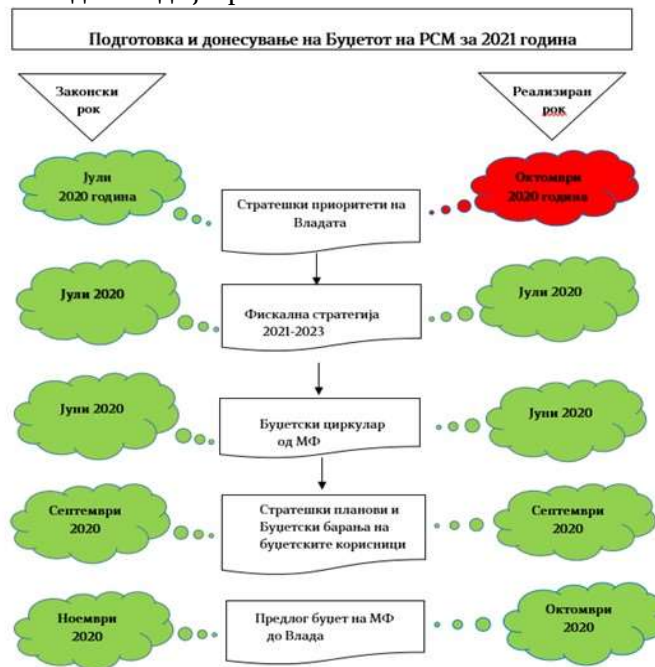 Подготовка и донесување на Буџетот на РСМ за 2021 година
Законски
рок
Реализиран
рок
Јули
2020 година
Стратешки приоритети на
Владата
Октомври
2020 година
Јули 2020
Фискална стратегија
2021-2023
Јули 2020
Јуни 2020
Буџетски циркулар
од МФ
Јуни 2020
Септември
2020
Стратешки планови и
Буџетски барања на
буџетските корисници
Септември
2020
Ноември
2020
Предлог буџет на МФ
до Влада
Октомври
2020